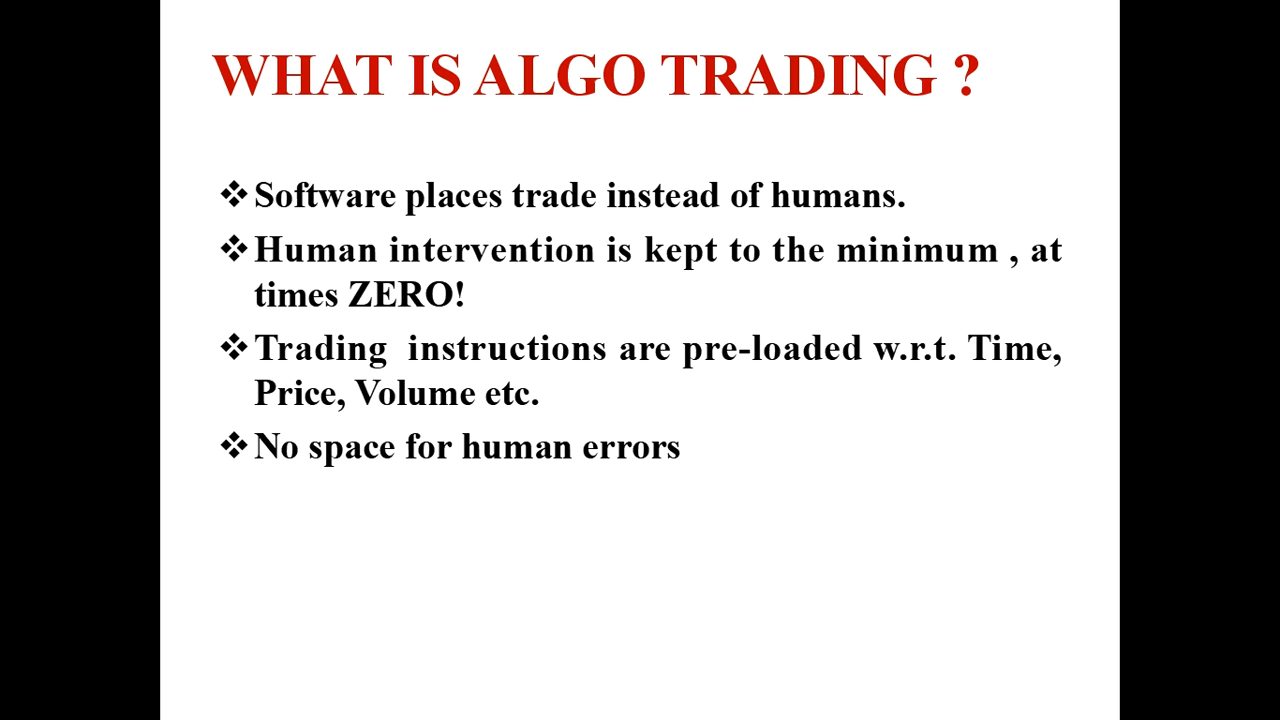 WHAT IS ALGO TRADING ?
❖Software places trade instead of humans.
❖Human intervention is kept to the minimum , at
times ZERO!
❖Trading  instructions are pre-loaded w.r.t. Time,
Price, Volume etc.
❖No space for human errors